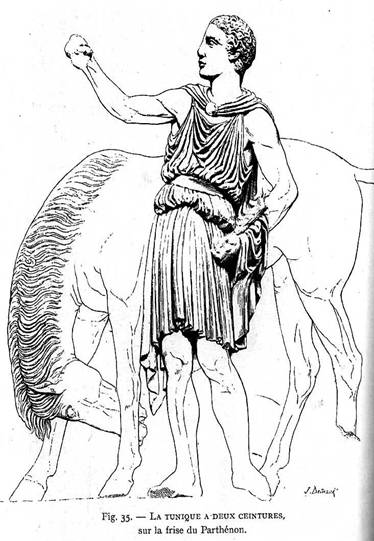 Fig. 35. — LA TUNIQUE A DEUX CEINTURES,
sur la frise du Parthénon.